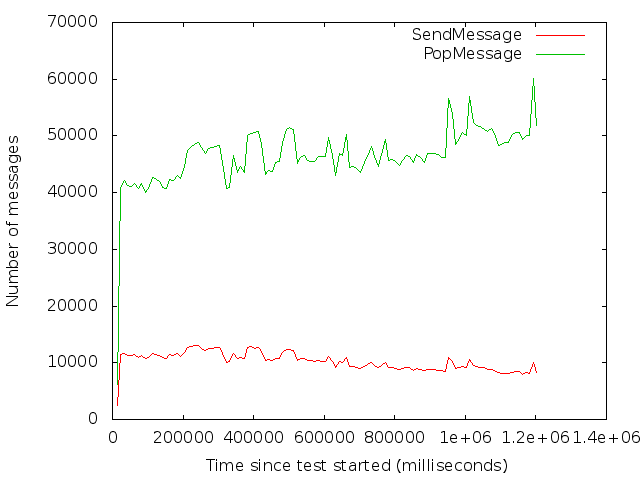 70000
60000
50000
40000
30000
20000
10000
0
SendMessage
PopMessage
Number of messages
0 200000 400000 600000 800000 1e+06 1.2e+06 1.4e+06
Time since test started (milliseconds)